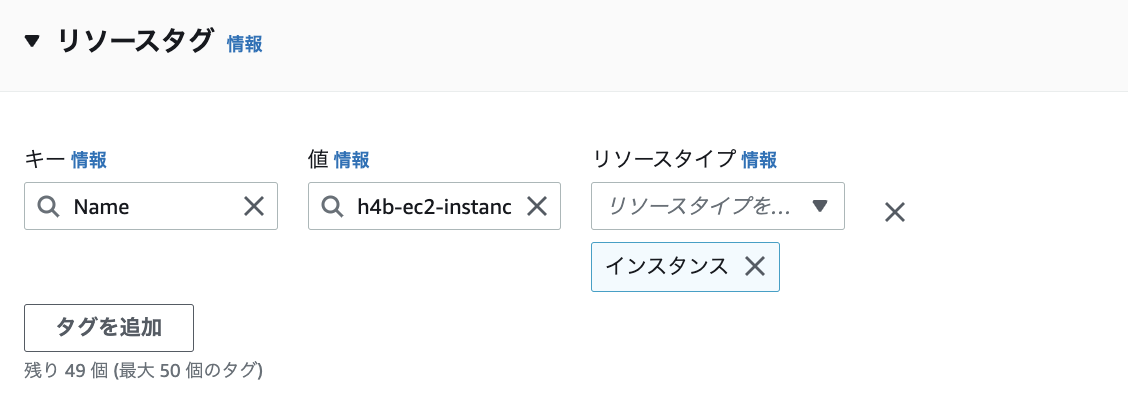 リソースタグ 情報
キー 情報
値 情報
リソースタイプ 情報
Name
h4b-ec2-instanc
リソースタイプを...
インスタンス
タグを追加
残り 49 個 (最大 50 個のタグ)